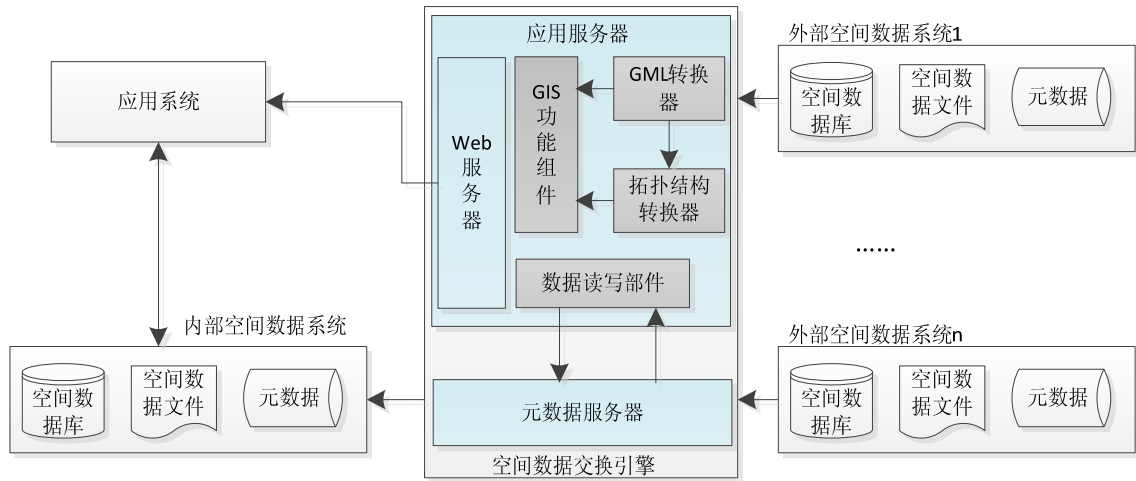 应用服务器
外部空间数据系统1
GML转换
器
空间数
据库
空间数
据文件
元数据
应用系统
GIS
功
能
组
件
Web
服
务
器
拓扑结构
转换器
......
数据读写部件
内部空间数据系统
外部空间数据系统n
空间数
据库
空间数
据文件
元数据
元数据服务器
空间数
据库
空间数
据文件
元数据
空间数据交换引擎